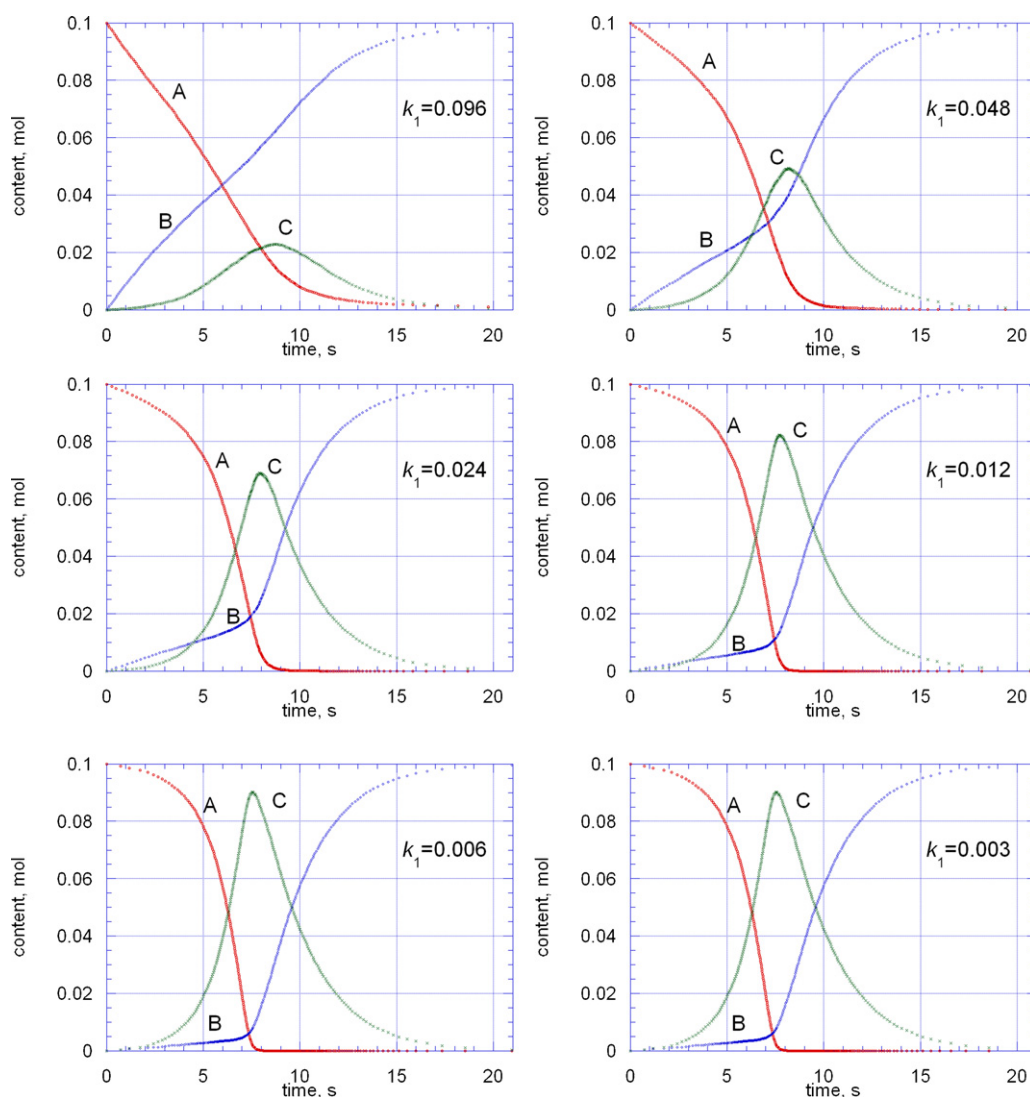 content, mol
0.1
0.08
0.06
0.04
0.02
0
A
B
C
k1=0.096
0 5 10 15 20
time, s
content, mol
0.1
0.08
0.06
0.04
0.02
0
A
B
C
k1=0.048
0 5 10 15 20
time, s
content, mol
0.1
0.08
0.06
0.04
0.02
0
A
C
B
k1=0.024
0 5 10 15 20
time, s
content, mol
0.1
0.08
0.06
0.04
0.02
0
A
C
B
k1=0.012
0 5 10 15 20
time, s
content, mol
0.1
0.08
0.06
0.04
0.02
0
A
C
B
k1=0.006
0 5 10 15 20
time, s
content, mol
0.1
0.08
0.06
0.04
0.02
0
A
C
B
k1=0.003
0 5 10 15 20
time, s